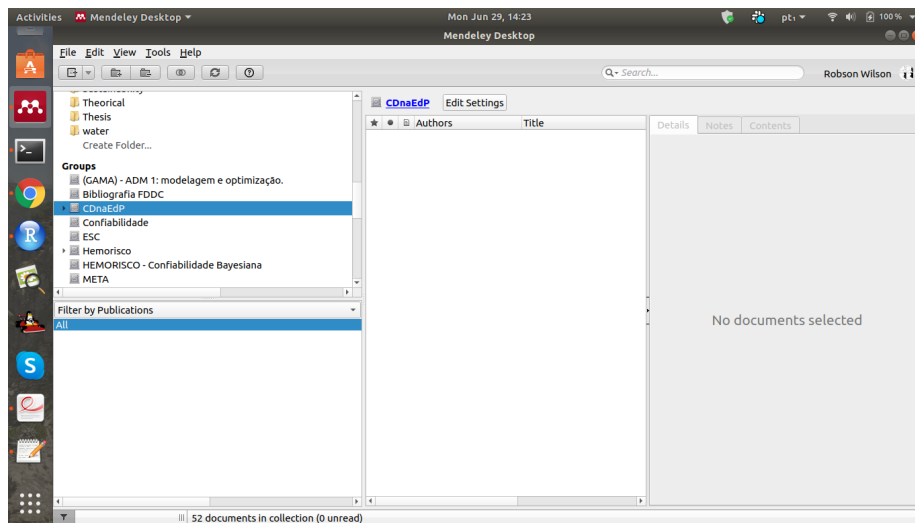 Activities Mendeley Desktop Mon Jun 29, 14:23 pt₁ 100 %
Mendeley Desktop
File Edit View Tools Help
Search... Robson Wilson
Theorical
Thesis
water
Create Folder...
Groups
(GAMA) - ADM 1: modelagem e optimização.
Bibliografia FDDC
CDnaEdP
Confiabilidade
ESC
Hemorisco
HEMORISCO - Confiabilidade Bayesiana
META
Filter by Publications
All
CDnaEdP Edit Settings
Authors Title
Details Notes Contents
No documents selected
52 documents in collection (0 unread)